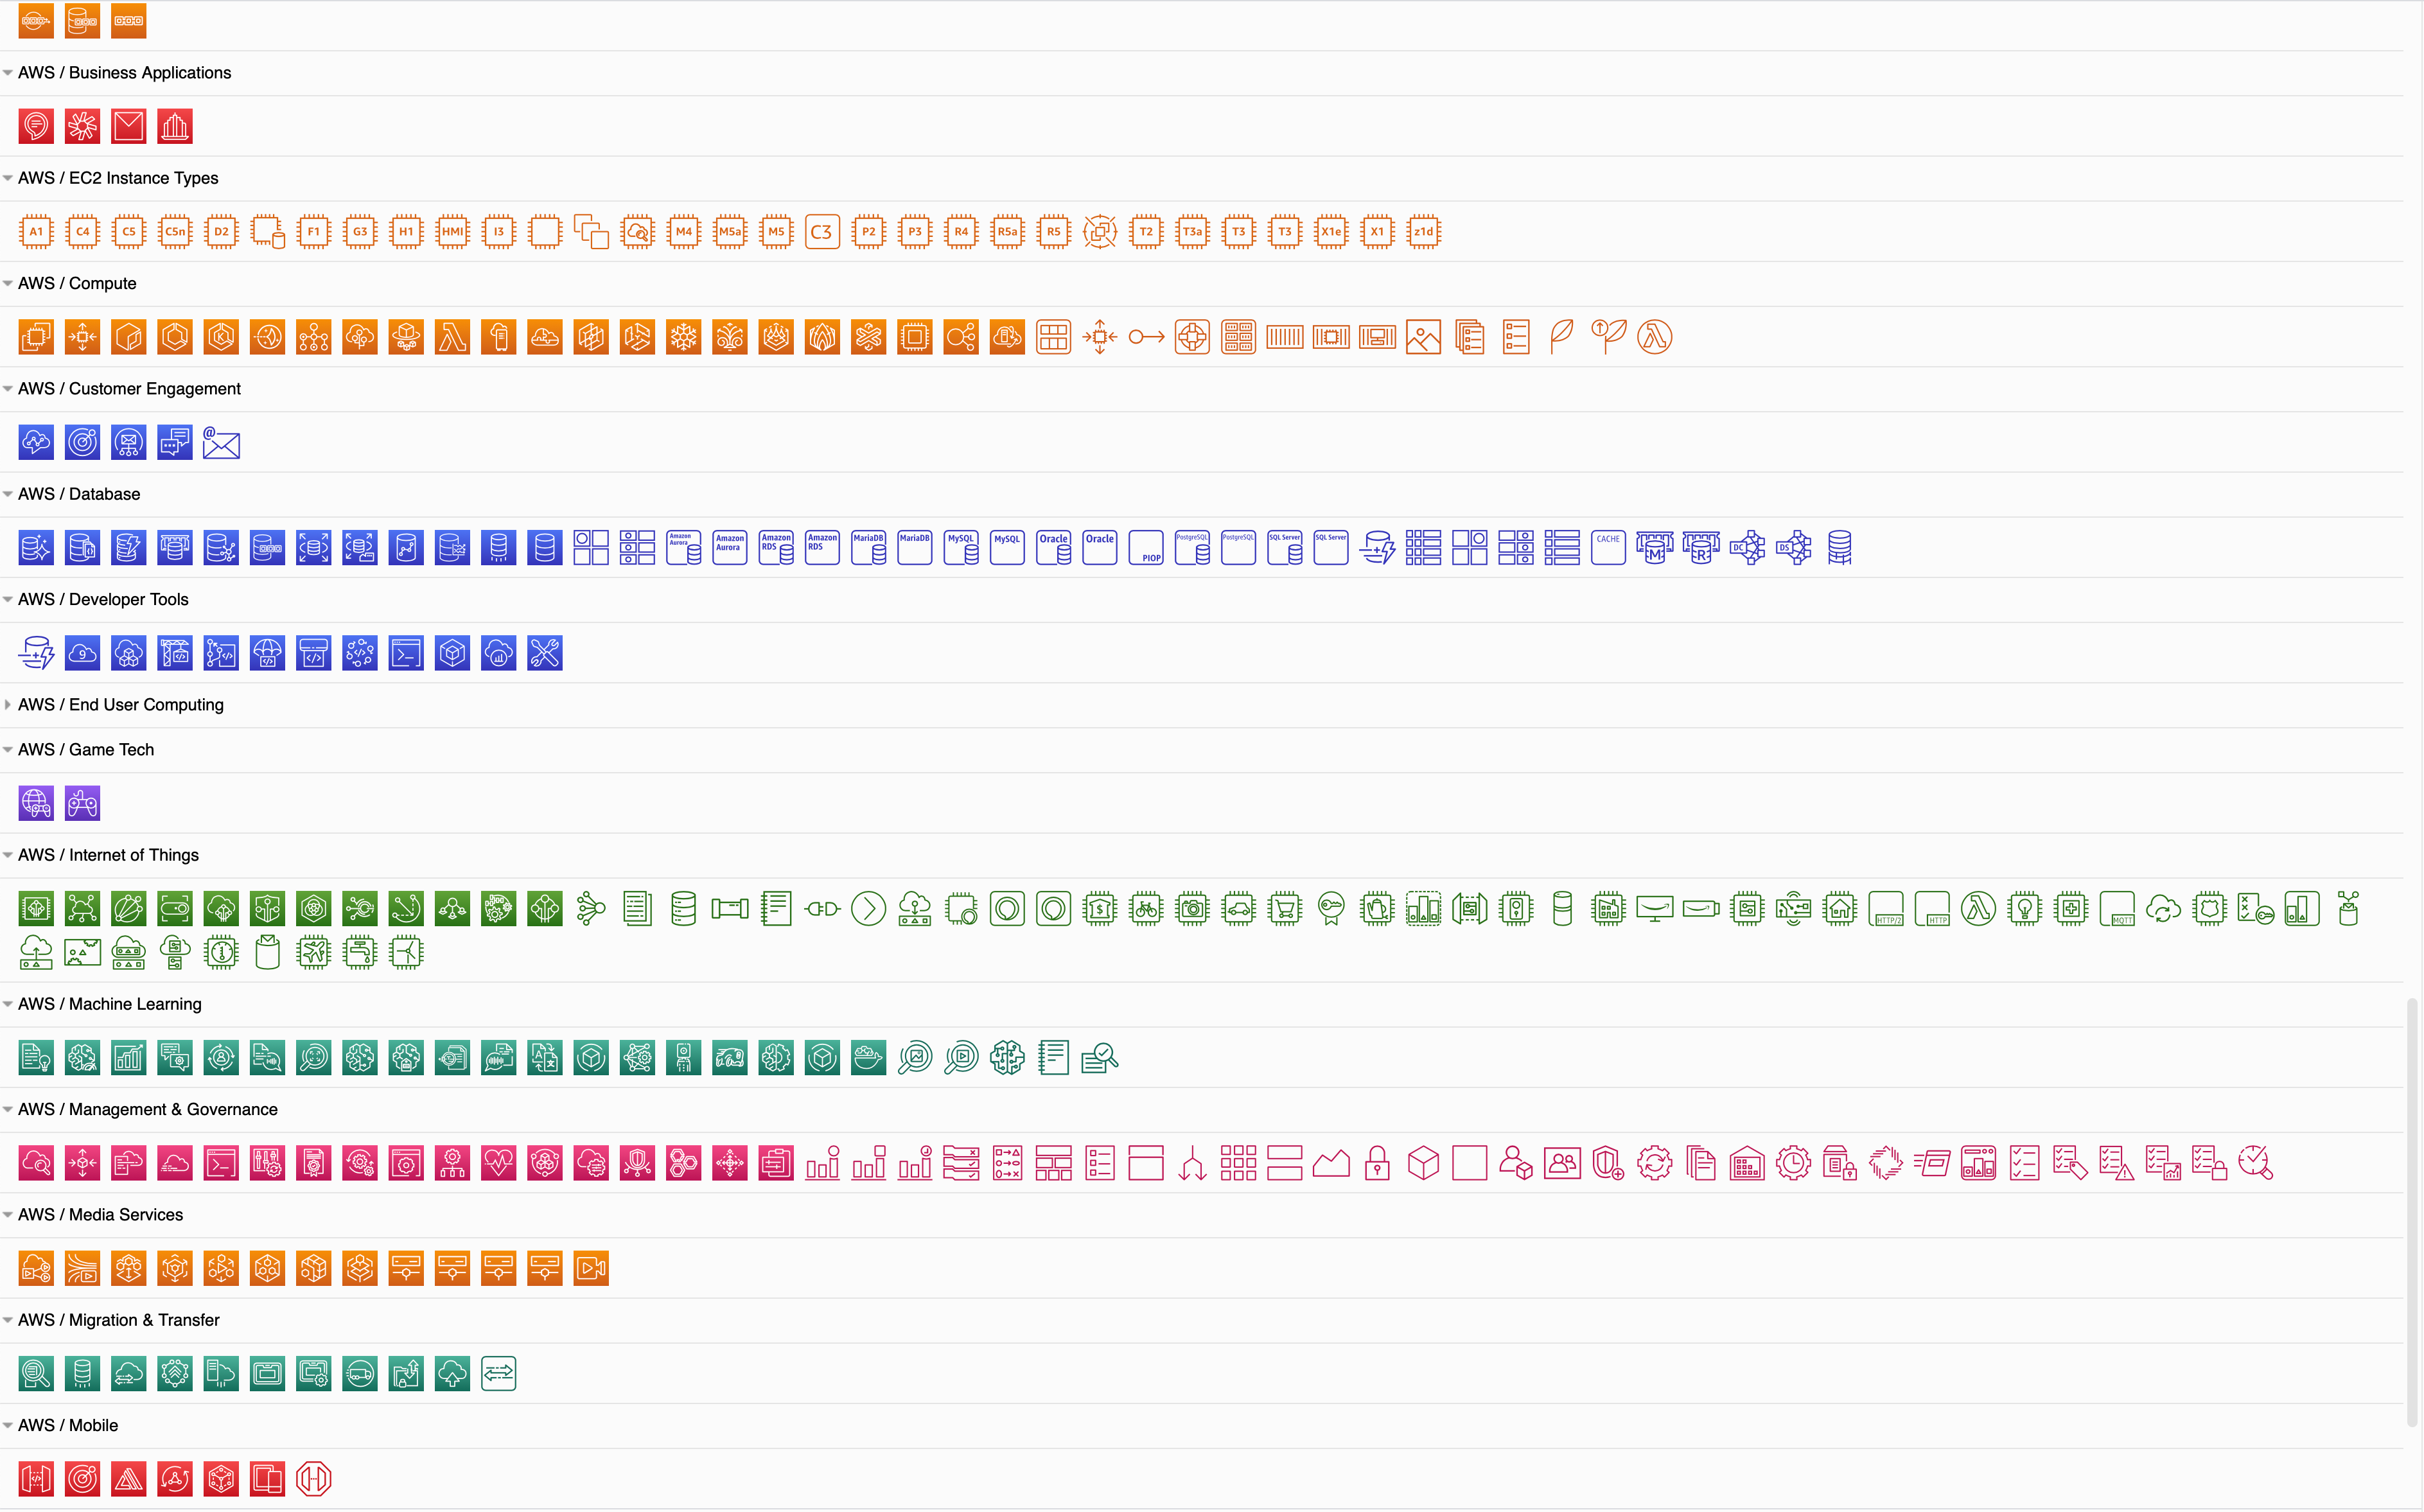 AWS / Business Applications
AWS / EC2 Instance Types
A1 C4 C5 C5n D2 F1 G3 H1 HMI I3 M4 M5a M5 C3 P2 P3 R4 R5a R5 T2 T3a T3 T3 X1e X1 z1d
AWS / Compute
K
AWS / Customer Engagement
@
AWS / Database
Amazon Aurora Amazon Aurora Amazon RDS Amazon RDS MariaDB MariaDB MySQL MySQL Oracle Oracle PIOP PostgreSQL PostgreSQL SQL Server SQL Server CACHE M R DC DS
AWS / Developer Tools
9
AWS / End User Computing
AWS / Game Tech
AWS / Internet of Things
$ HTTP/2 HTTP MQTT
AWS / Machine Learning
AWS / Management & Governance
AWS / Media Services
AWS / Migration & Transfer
AWS / Mobile